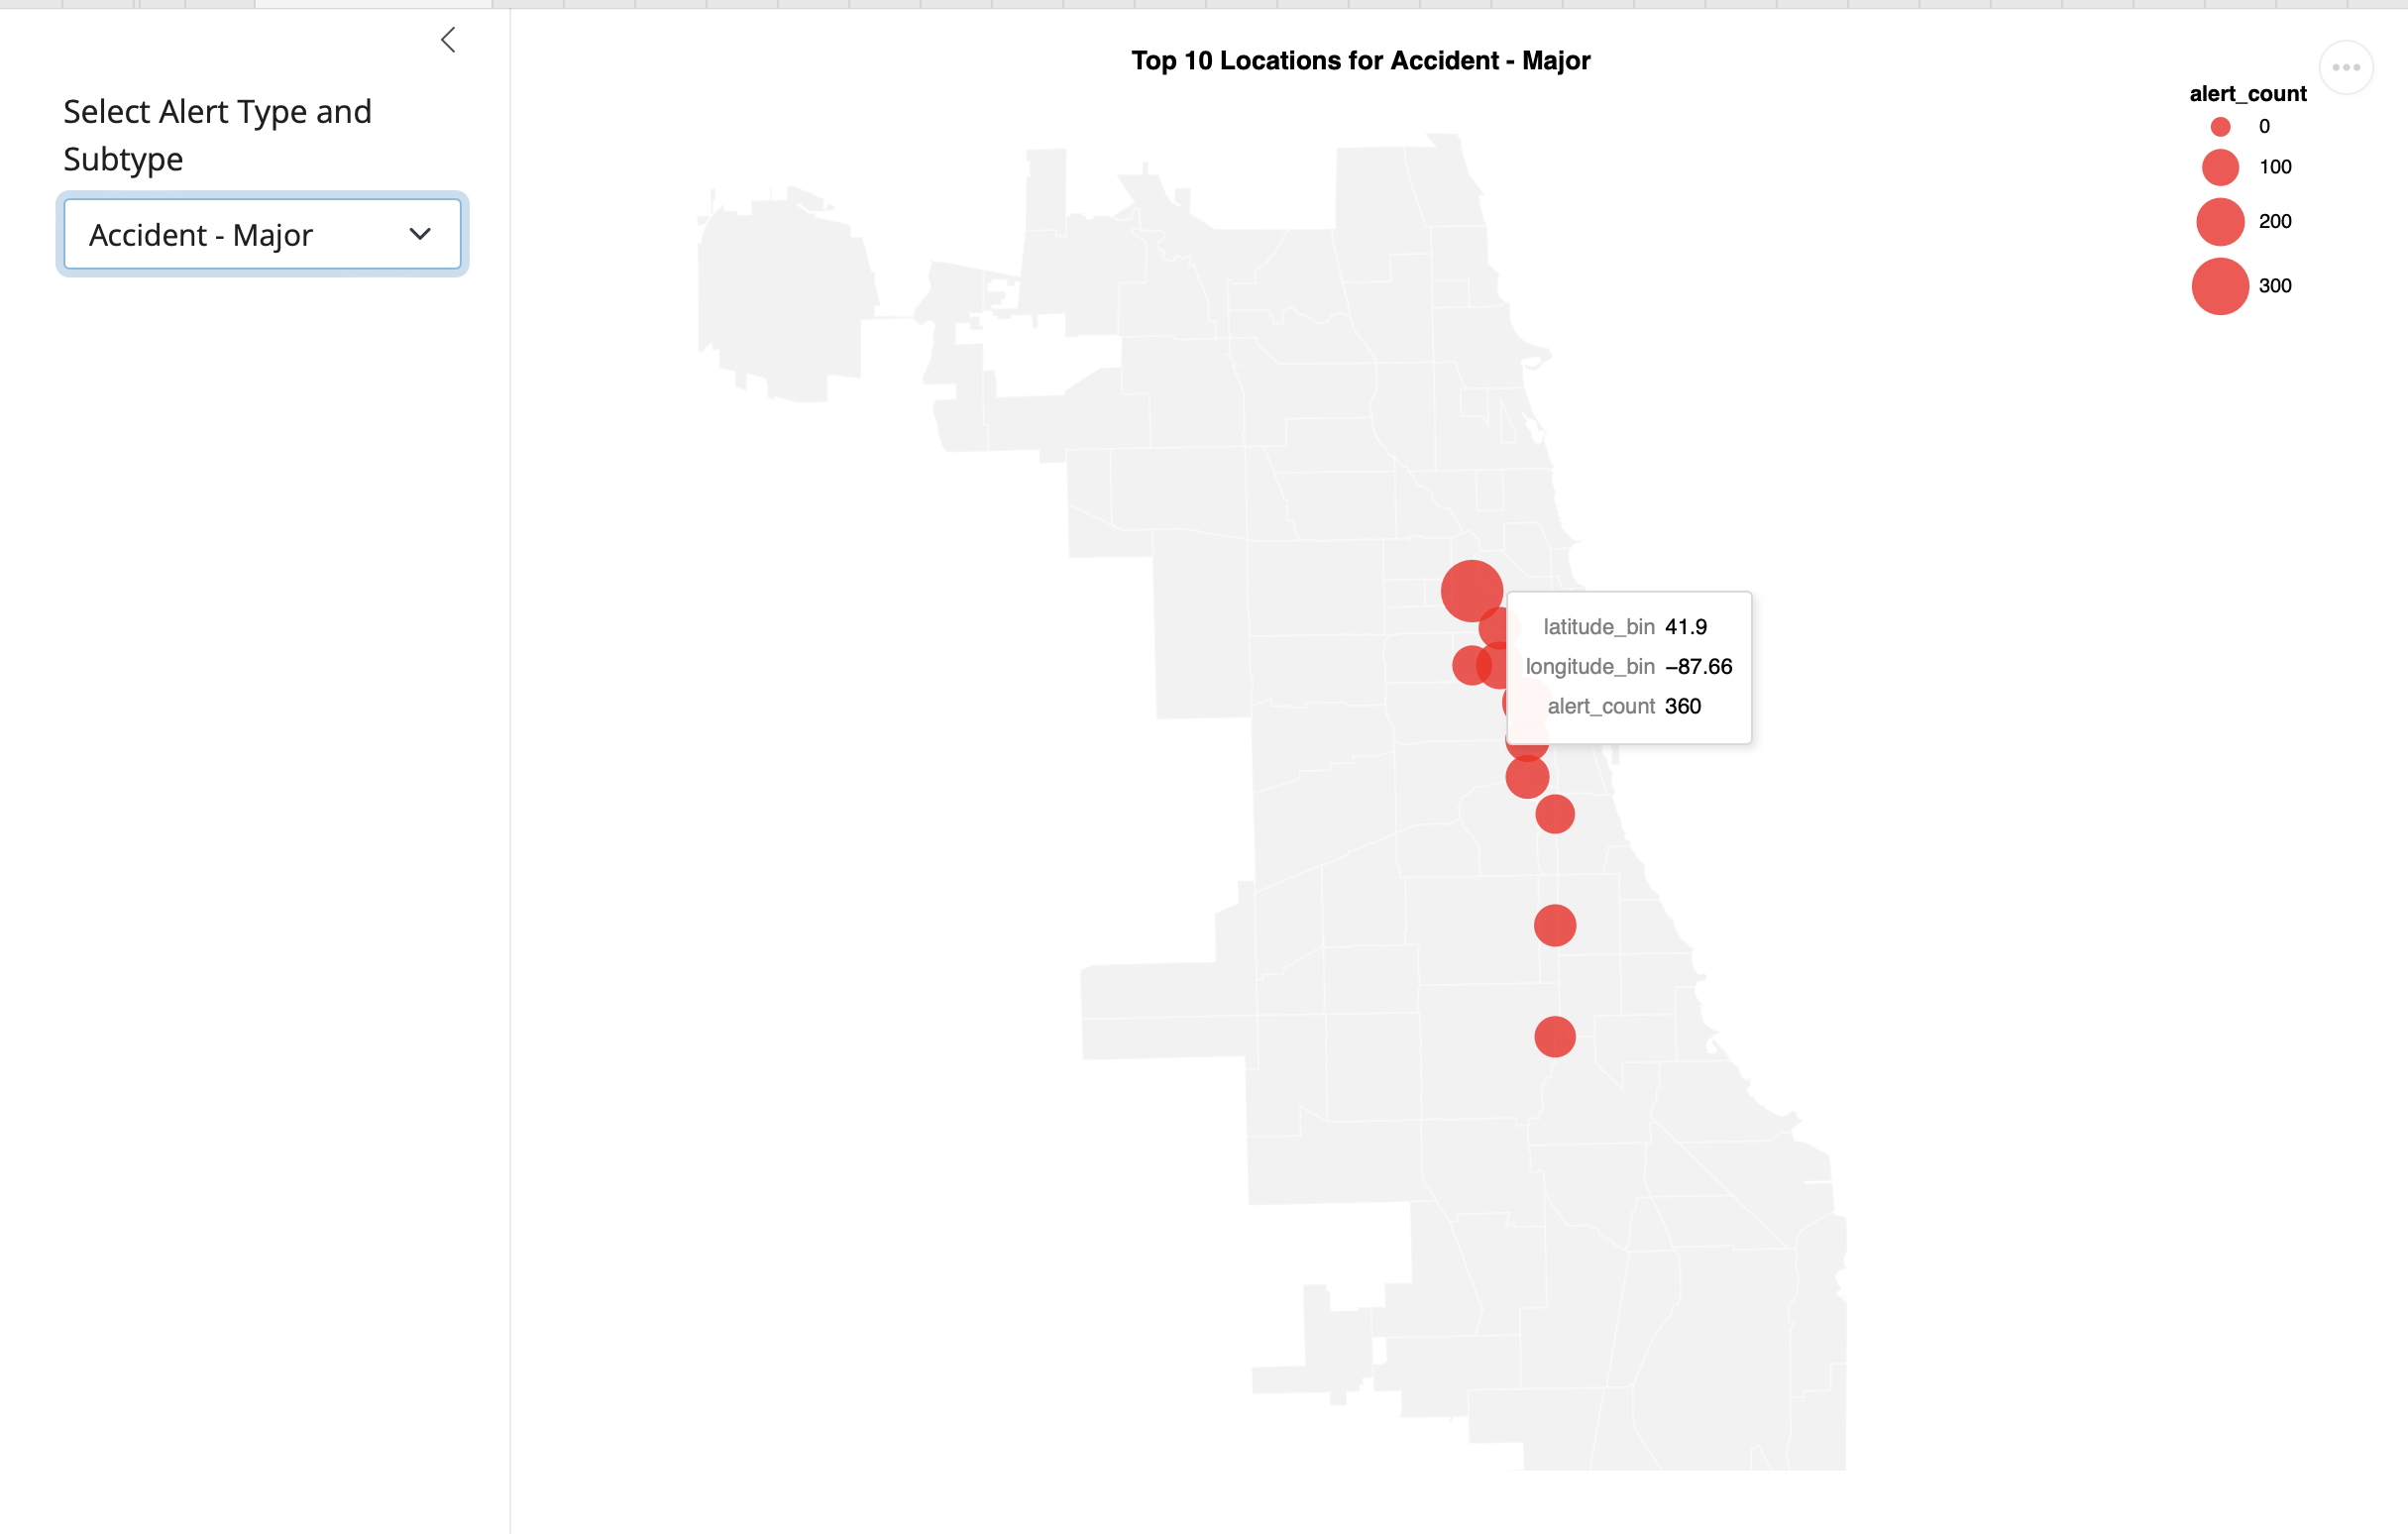 Select Alert Type and
Subtype
Accident - Major
Top 10 Locations for Accident - Major
alert_count
0
100
200
300
latitude_bin 41.9
longitude_bin −87.66
alert_count 360